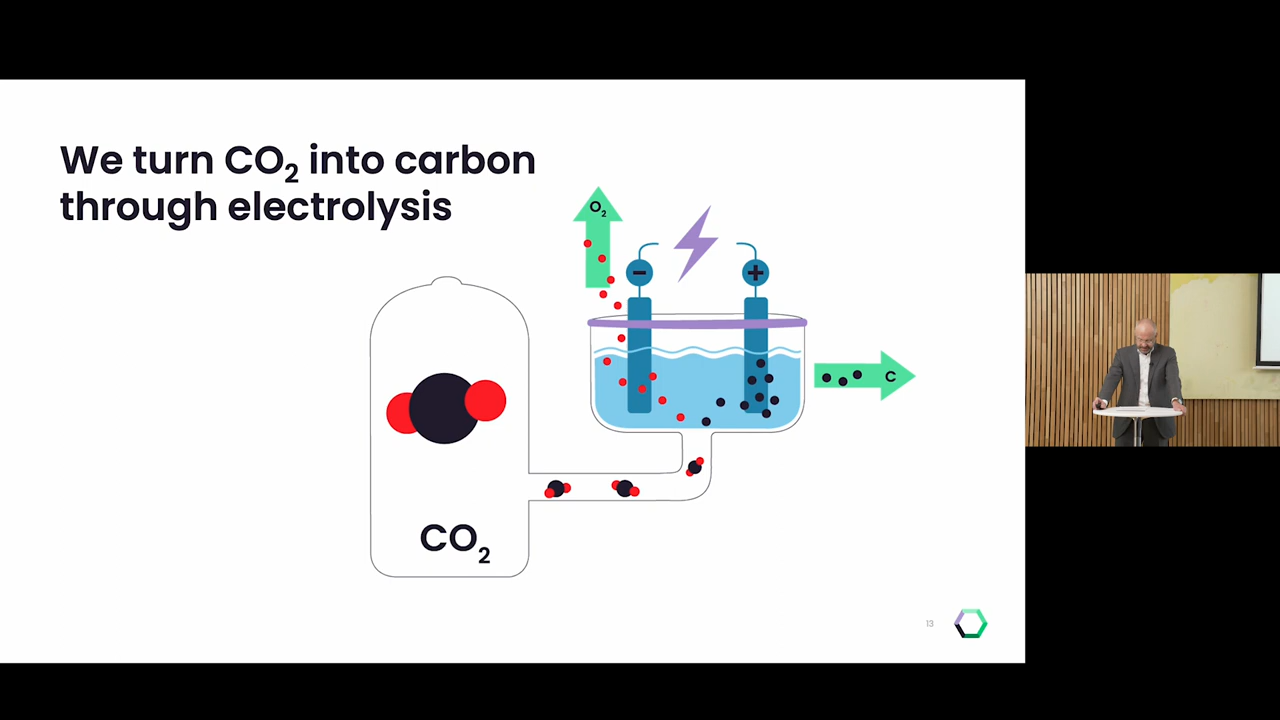 We turn CO₂ into carbon
through electrolysis
O₂
−
+
C
CO₂
13